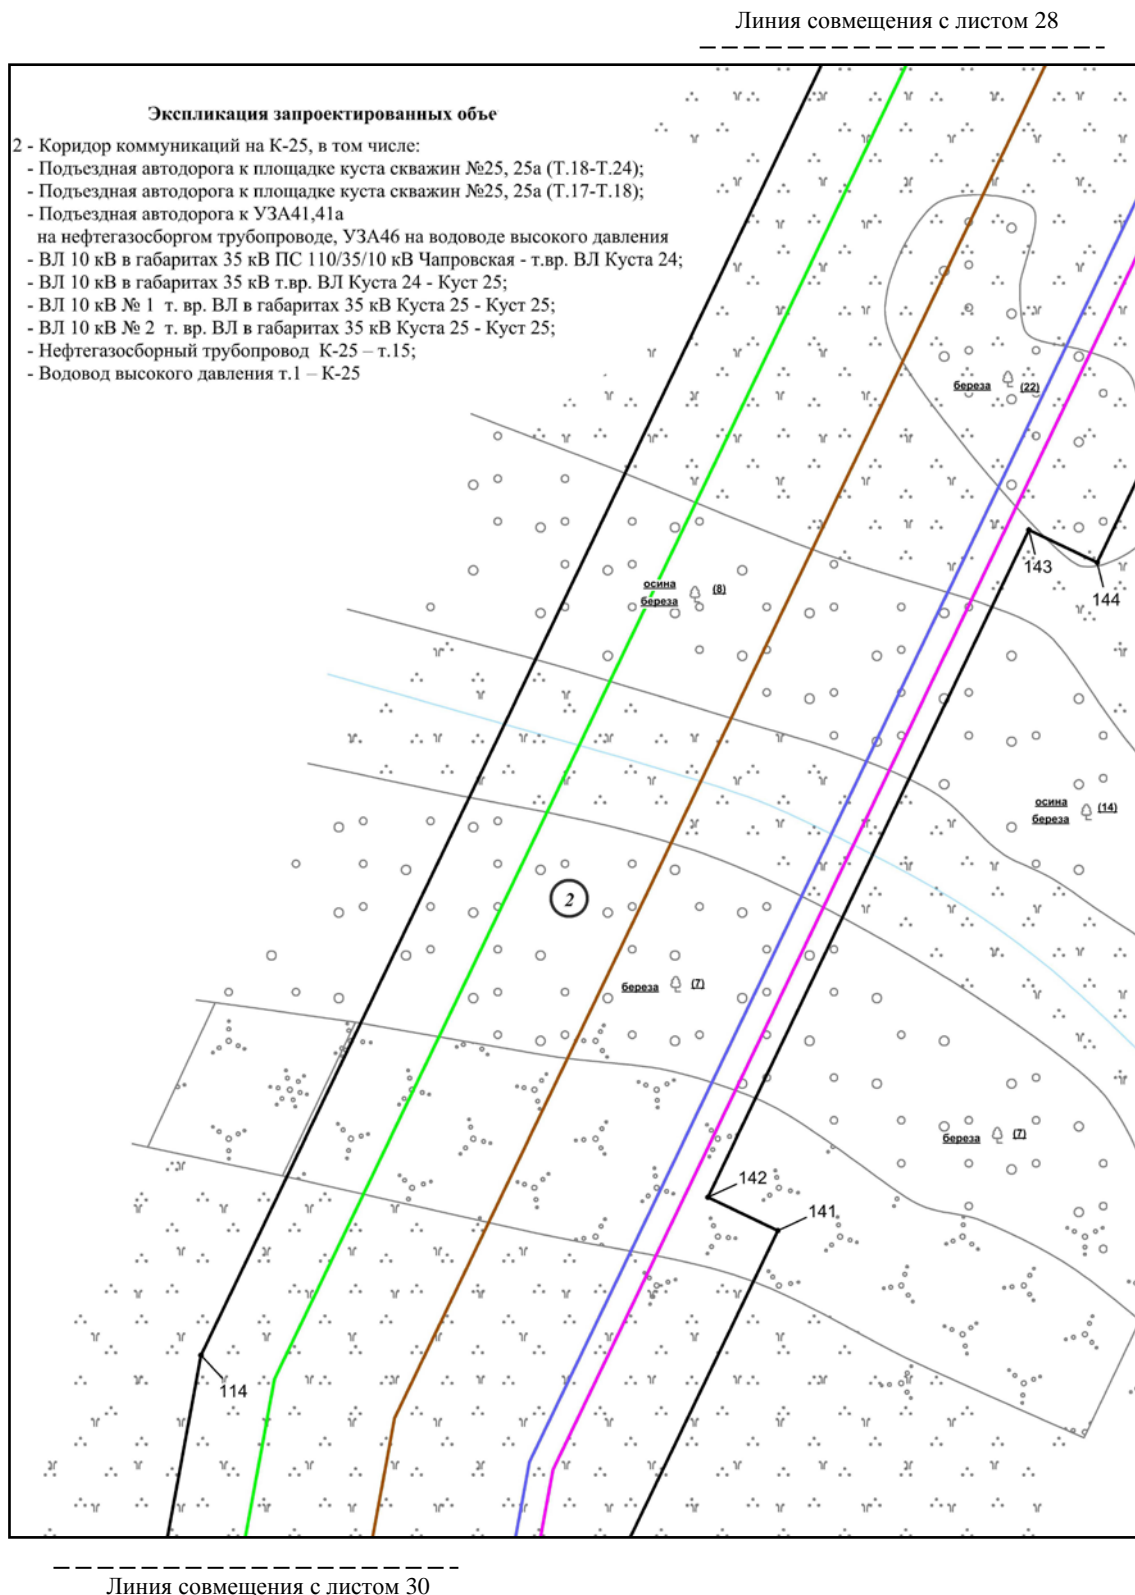 Линия совмещения с листом 28
Экспликация запроектированных объе
2 - Коридор коммуникаций на К-25, в том числе:
- Подъездная автодорога к площадке куста скважин №25, 25а (Т.18-Т.24);
- Подъездная автодорога к площадке куста скважин №25, 25а (Т.17-Т.18);
- Подъездная автодорога к УЗА41,41а
на нефтегазосборгом трубопроводе, УЗА46 на водоводе высокого давления
- ВЛ 10 кВ в габаритах 35 кВ ПС 110/35/10 кВ Чапровская - т.вр. ВЛ Куста 24;
- ВЛ 10 кВ в габаритах 35 кВ т.вр. ВЛ Куста 24 - Куст 25;
- ВЛ 10 кВ № 1 т. вр. ВЛ в габаритах 35 кВ Куста 25 - Куст 25;
- ВЛ 10 кВ № 2 т. вр. ВЛ в габаритах 35 кВ Куста 25 - Куст 25;
- Нефтегазосборный трубопровод К-25 – т.15;
- Водовод высокого давления т.1 – К-25
береза (22)
143
144
осина
береза (8)
осина
береза (14)
2
береза (7)
береза (7)
142
141
114
Линия совмещения с листом 30